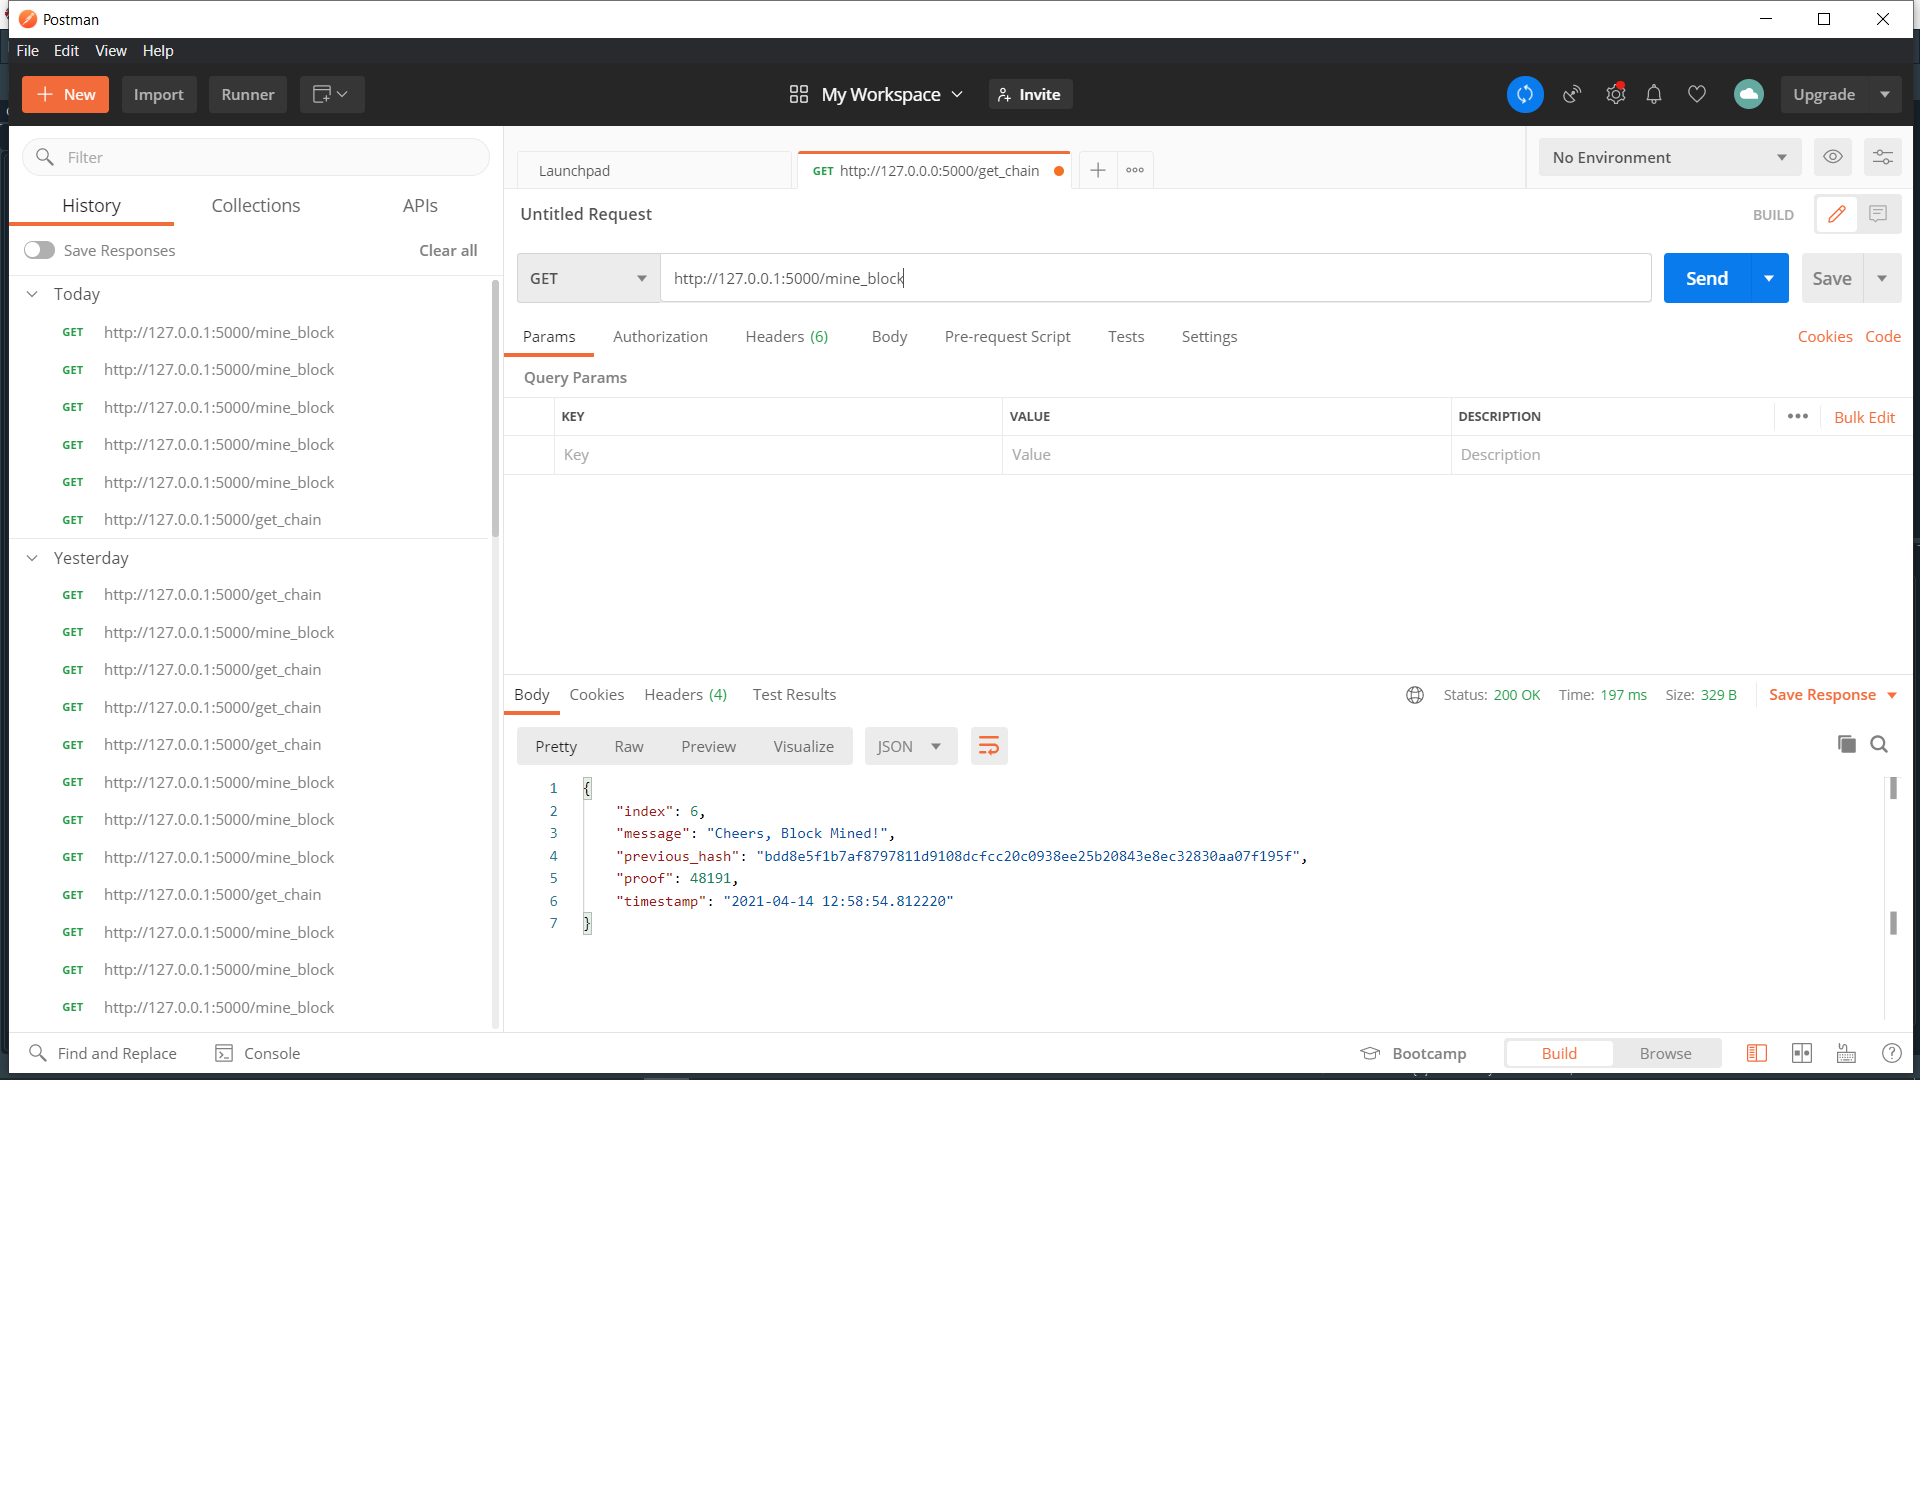 Postman
File Edit View Help
New Import Runner My Workspace Invite Upgrade
Filter
History Collections APIs
Save Responses Clear all
Today
GET http://127.0.0.1:5000/mine_block
GET http://127.0.0.1:5000/mine_block
GET http://127.0.0.1:5000/mine_block
GET http://127.0.0.1:5000/mine_block
GET http://127.0.0.1:5000/mine_block
GET http://127.0.0.1:5000/get_chain
Yesterday
GET http://127.0.0.1:5000/get_chain
GET http://127.0.0.1:5000/mine_block
GET http://127.0.0.1:5000/get_chain
GET http://127.0.0.1:5000/get_chain
GET http://127.0.0.1:5000/get_chain
GET http://127.0.0.1:5000/mine_block
GET http://127.0.0.1:5000/mine_block
GET http://127.0.0.1:5000/mine_block
GET http://127.0.0.1:5000/get_chain
GET http://127.0.0.1:5000/mine_block
GET http://127.0.0.1:5000/mine_block
GET http://127.0.0.1:5000/mine_block
Launchpad GET http://127.0.0.0:5000/get_chain No Environment
Untitled Request BUILD
GET http://127.0.0.1:5000/mine_block Send Save
Params Authorization Headers (6) Body Pre-request Script Tests Settings Cookies Code
Query Params
KEY VALUE DESCRIPTION Bulk Edit
Key Value Description
Body Cookies Headers (4) Test Results Status: 200 OK Time: 197 ms Size: 329 B Save Response
Pretty Raw Preview Visualize JSON
1 {
2 "index": 6,
3 "message": "Cheers, Block Mined!",
4 "previous_hash": "bdd8e5f1b7af8797811d9108dcfcc20c0938ee25b20843e8ec32830aa07f195f",
5 "proof": 48191,
6 "timestamp": "2021-04-14 12:58:54.812220"
7 }
Find and Replace Console Bootcamp Build Browse